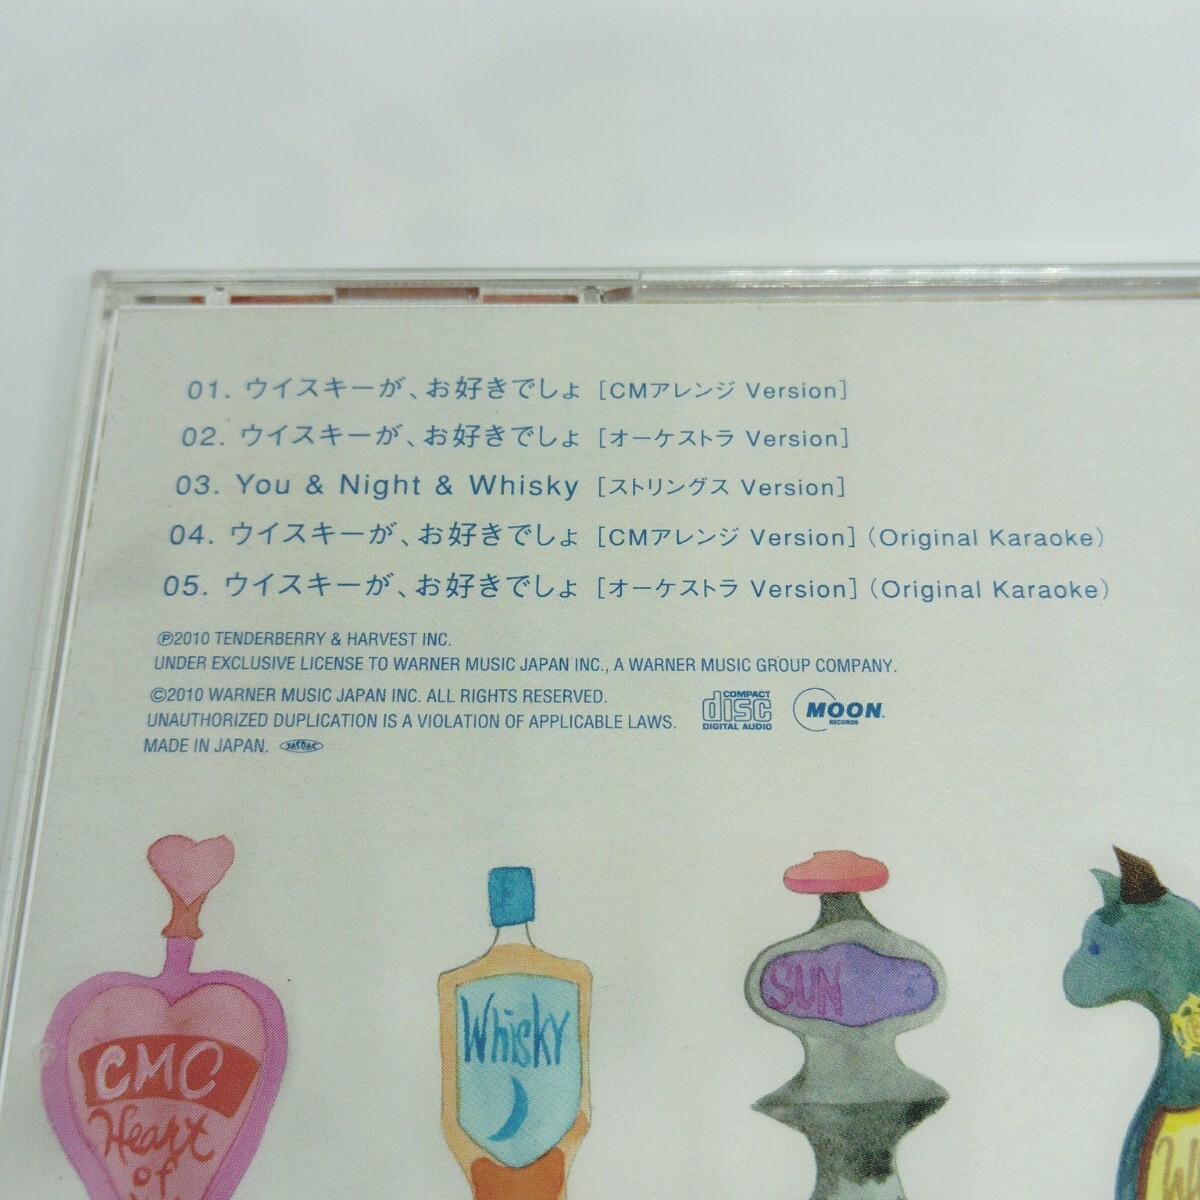 01. ウイスキーが、お好きでしょ [CMアレンジ Version]
02. ウイスキーが、お好きでしょ [オーケストラ Version]
03. You & Night & Whisky [ストリングス Version]
04. ウイスキーが、お好きでしょ [CMアレンジ Version] (Original Karaoke)
05. ウイスキーが、お好きでしょ [オーケストラ Version] (Original Karaoke)
℗2010 TENDERBERRY & HARVEST INC.
UNDER EXCLUSIVE LICENSE TO WARNER MUSIC JAPAN INC., A WARNER MUSIC GROUP COMPANY.
©2010 WARNER MUSIC JAPAN INC. ALL RIGHTS RESERVED.
UNAUTHORIZED DUPLICATION IS A VIOLATION OF APPLICABLE LAWS.
MADE IN JAPAN. JASRAC
COMPACT
disc
DIGITAL AUDIO
MOON
RECORDS
CMC
Heart
of
Whisky
SUN